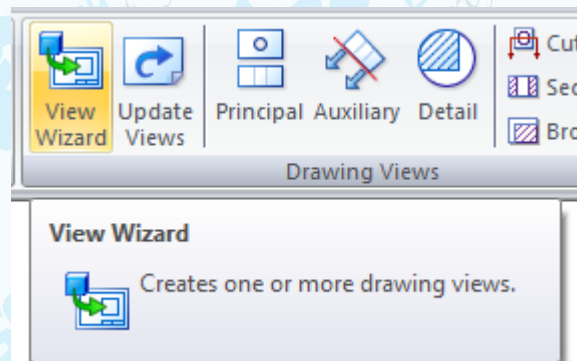 View Wizard
Update Views
Principal
Auxiliary
Detail
Drawing Views
View Wizard
Creates one or more drawing views.